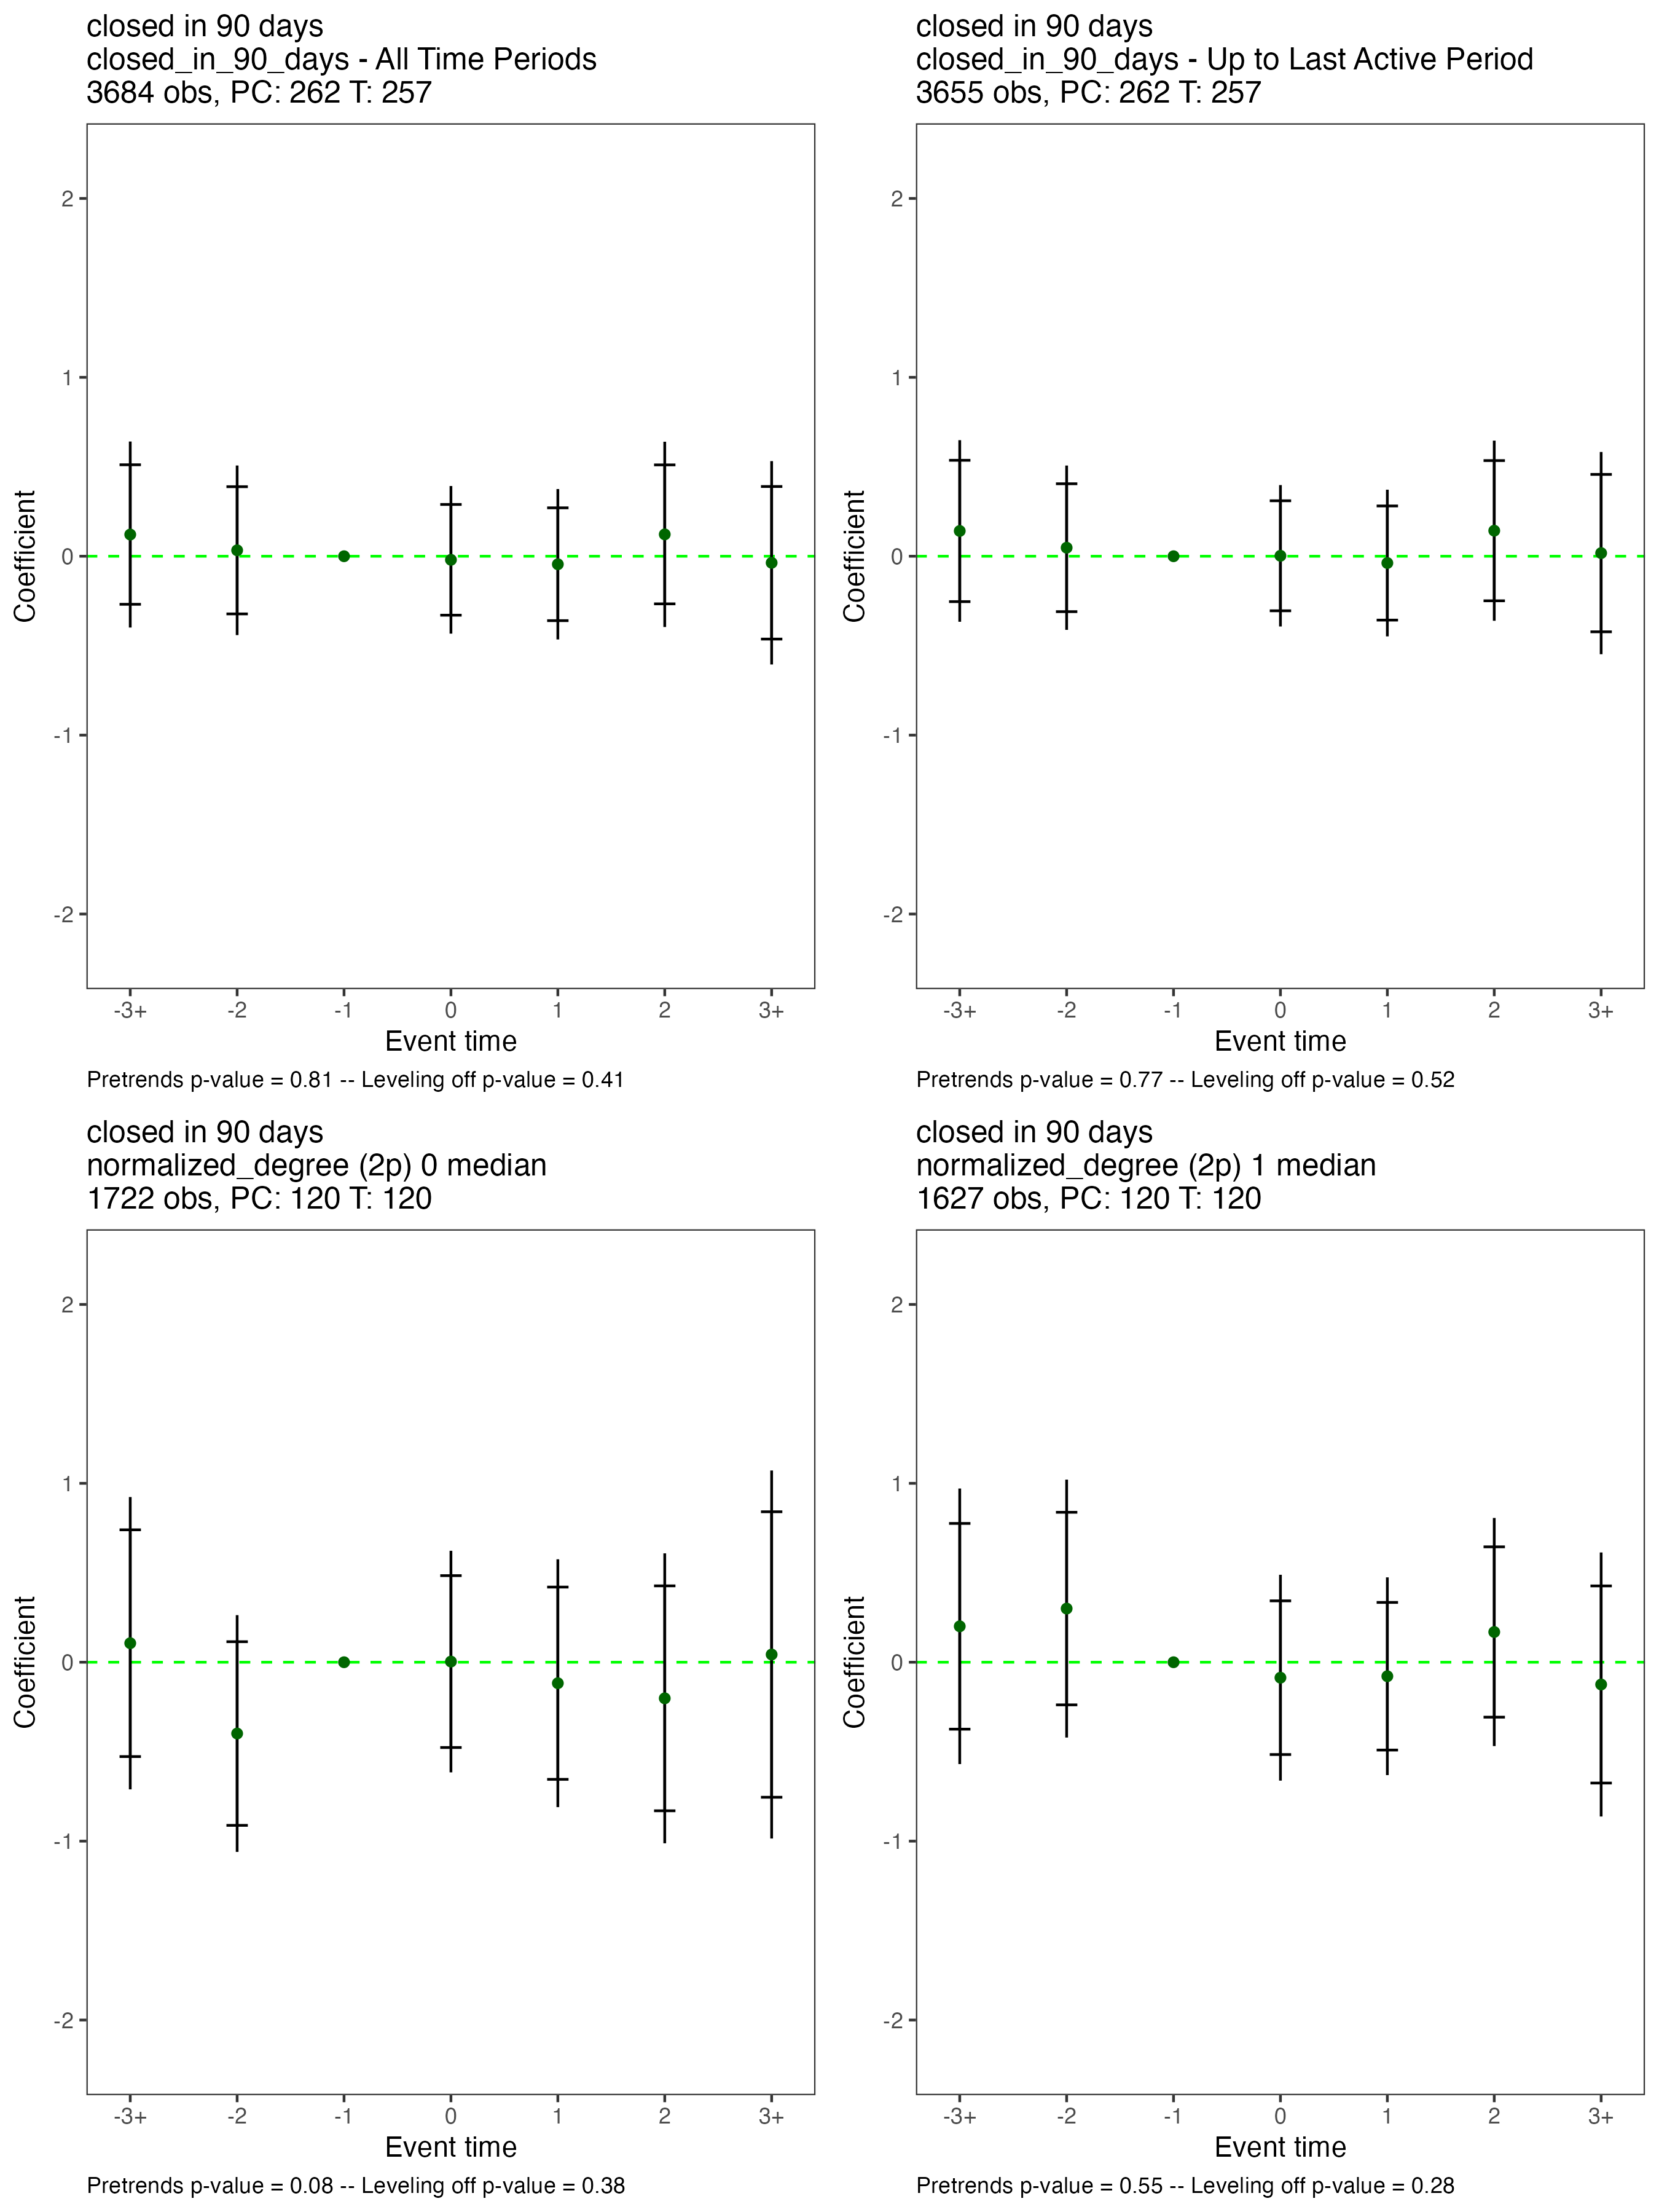 closed in 90 days
closed_in_90_days - All Time Periods
3684 obs, PC: 262 T: 257
Coefficient
2
1
0
-1
-2
-3+ -2 -1 0 1 2 3+
Event time
Pretrends p-value = 0.81 -- Leveling off p-value = 0.41
closed in 90 days
closed_in_90_days - Up to Last Active Period
3655 obs, PC: 262 T: 257
Coefficient
2
1
0
-1
-2
-3+ -2 -1 0 1 2 3+
Event time
Pretrends p-value = 0.77 -- Leveling off p-value = 0.52
closed in 90 days
normalized_degree (2p) 0 median
1722 obs, PC: 120 T: 120
Coefficient
2
1
0
-1
-2
-3+ -2 -1 0 1 2 3+
Event time
Pretrends p-value = 0.08 -- Leveling off p-value = 0.38
closed in 90 days
normalized_degree (2p) 1 median
1627 obs, PC: 120 T: 120
Coefficient
2
1
0
-1
-2
-3+ -2 -1 0 1 2 3+
Event time
Pretrends p-value = 0.55 -- Leveling off p-value = 0.28